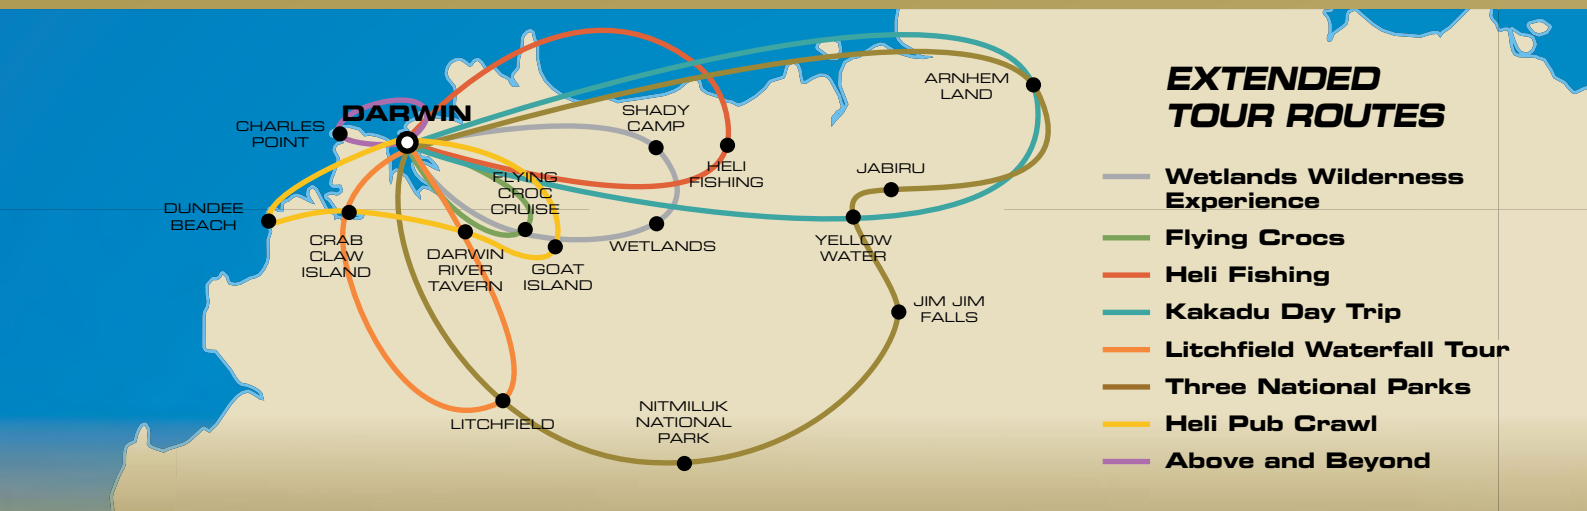 EXTENDED
TOUR ROUTES
Wetlands Wilderness
Experience
Flying Crocs
Heli Fishing
Kakadu Day Trip
Litchfield Waterfall Tour
Three National Parks
Heli Pub Crawl
Above and Beyond
DARWIN
CHARLES
POINT
DUNDEE
BEACH
CRAB
CLAW
ISLAND
DARWIN
RIVER
TAVERN
FLYING
CROC
CRUISE
GOAT
ISLAND
SHADY
CAMP
HELI
FISHING
WETLANDS
ARNHEM
LAND
JABIRU
YELLOW
WATER
JIM JIM
FALLS
NITMILUK
NATIONAL
PARK
LITCHFIELD